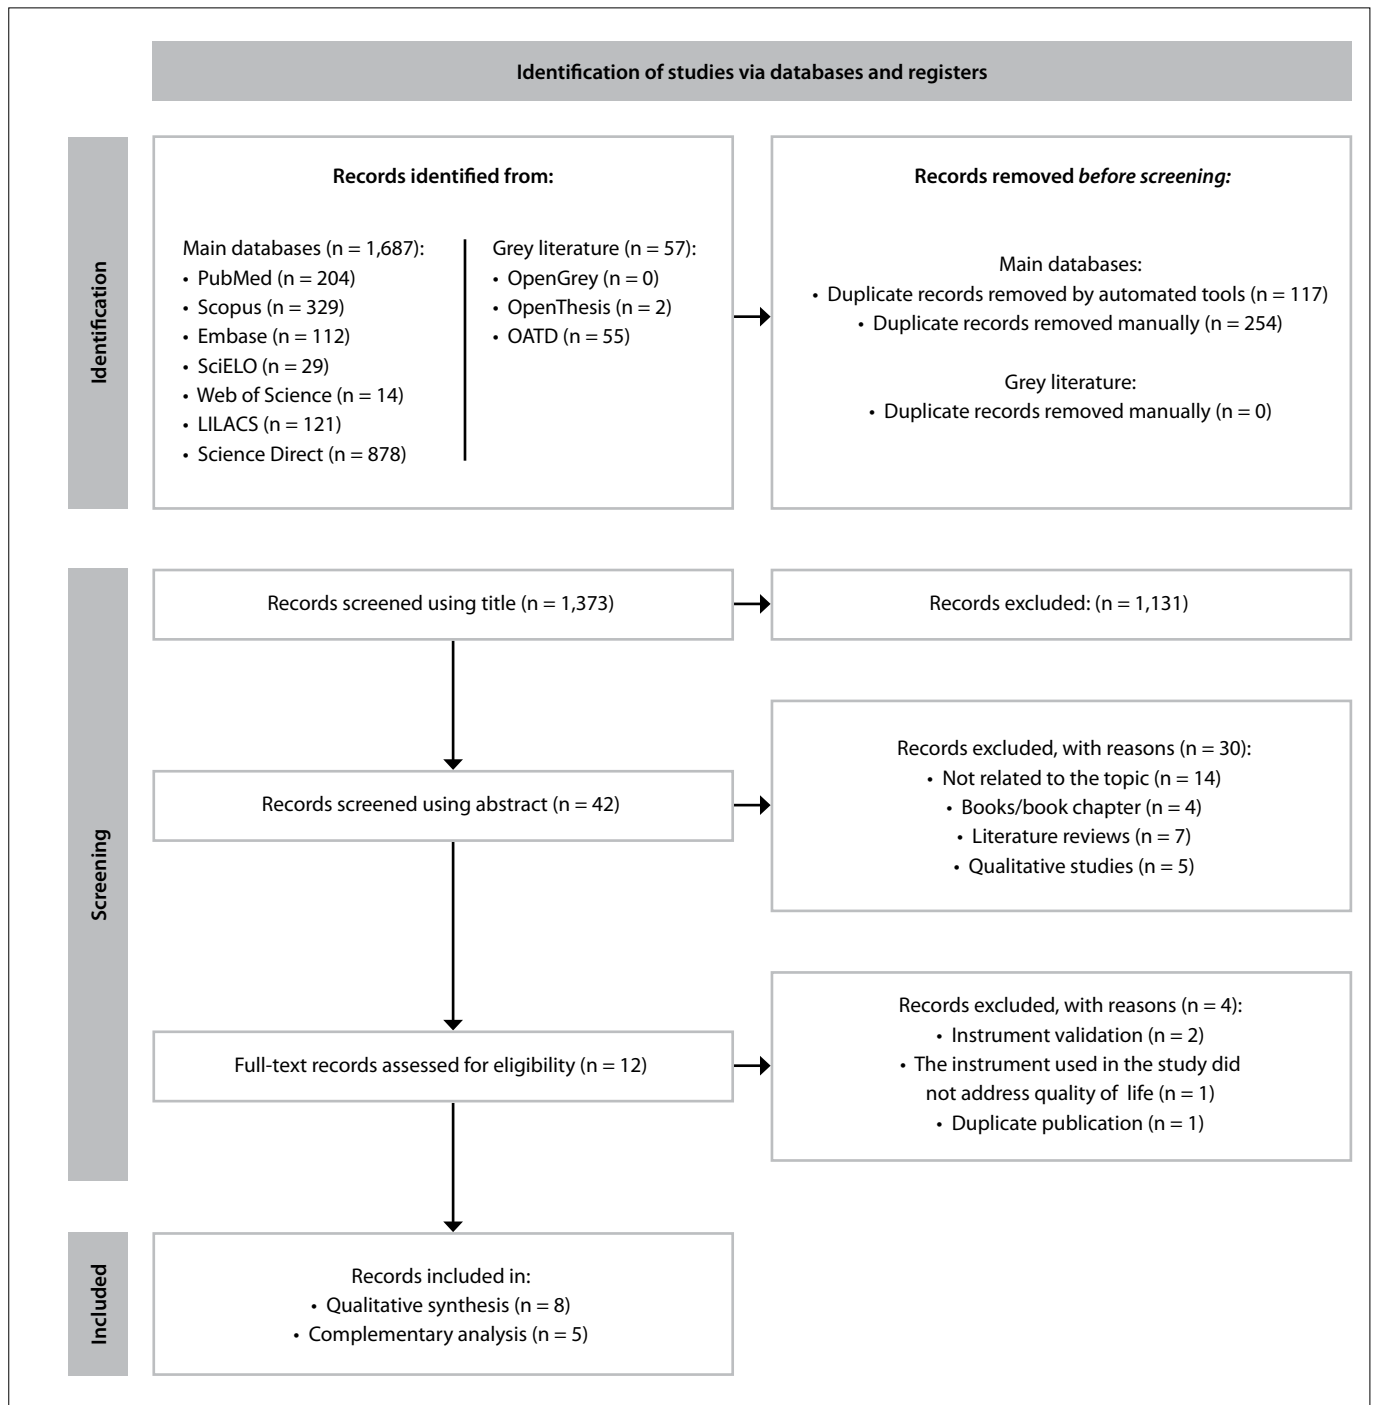 Identification of studies via databases and registers
Identification
Records identified from:
Main databases (n = 1,687):
• PubMed (n = 204)
• Scopus (n = 329)
• Embase (n = 112)
• SciELO (n = 29)
• Web of Science (n = 14)
• LILACS (n = 121)
• Science Direct (n = 878)
Grey literature (n = 57):
• OpenGrey (n = 0)
• OpenThesis (n = 2)
• OATD (n = 55)
Records removed before screening:
Main databases:
• Duplicate records removed by automated tools (n = 117)
• Duplicate records removed manually (n = 254)
Grey literature:
• Duplicate records removed manually (n = 0)
Screening
Records screened using title (n = 1,373)
Records excluded: (n = 1,131)
Records screened using abstract (n = 42)
Records excluded, with reasons (n = 30):
• Not related to the topic (n = 14)
• Books/book chapter (n = 4)
• Literature reviews (n = 7)
• Qualitative studies (n = 5)
Full-text records assessed for eligibility (n = 12)
Records excluded, with reasons (n = 4):
• Instrument validation (n = 2)
• The instrument used in the study did
not address quality of life (n = 1)
• Duplicate publication (n = 1)
Included
Records included in:
• Qualitative synthesis (n = 8)
• Complementary analysis (n = 5)